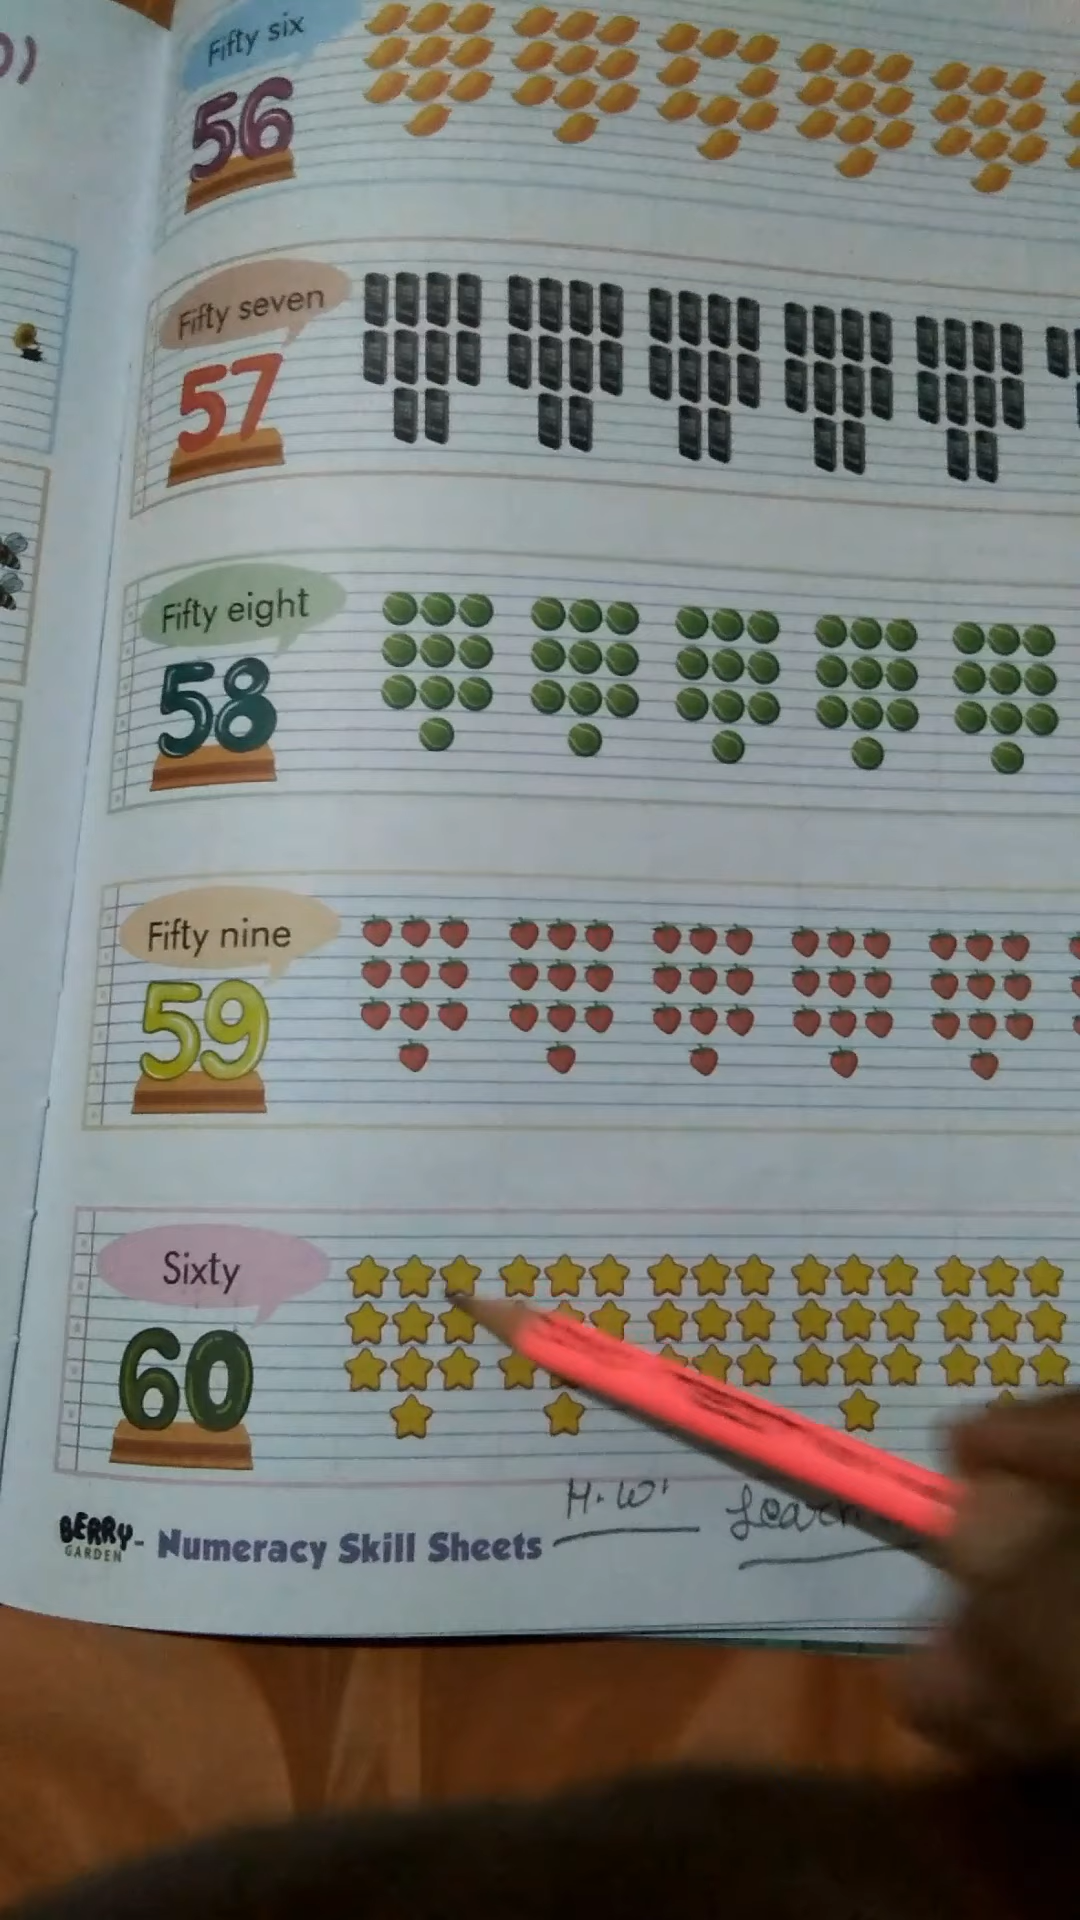 )
Fifty six
56
Fifty seven
57
Fifty eight
58
Fifty nine
59
Sixty
60
BERRY GARDEN - Numeracy Skill Sheets
H.W. Learn